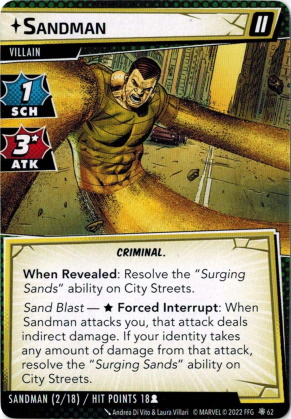 SANDMAN
II
VILLAIN
1
SCH
3★
ATK
CRIMINAL.
When Revealed: Resolve the "Surging
Sands" ability on City Streets.
Sand Blast — ★ Forced Interrupt: When
Sandman attacks you, that attack deals
indirect damage. If your identity takes
any amount of damage from that attack,
resolve the "Surging Sands" ability on
City Streets.
SANDMAN (2/18) / HIT POINTS 18
Andrea Di Vito & Laura Villari © MARVEL © 2022 FFG 62